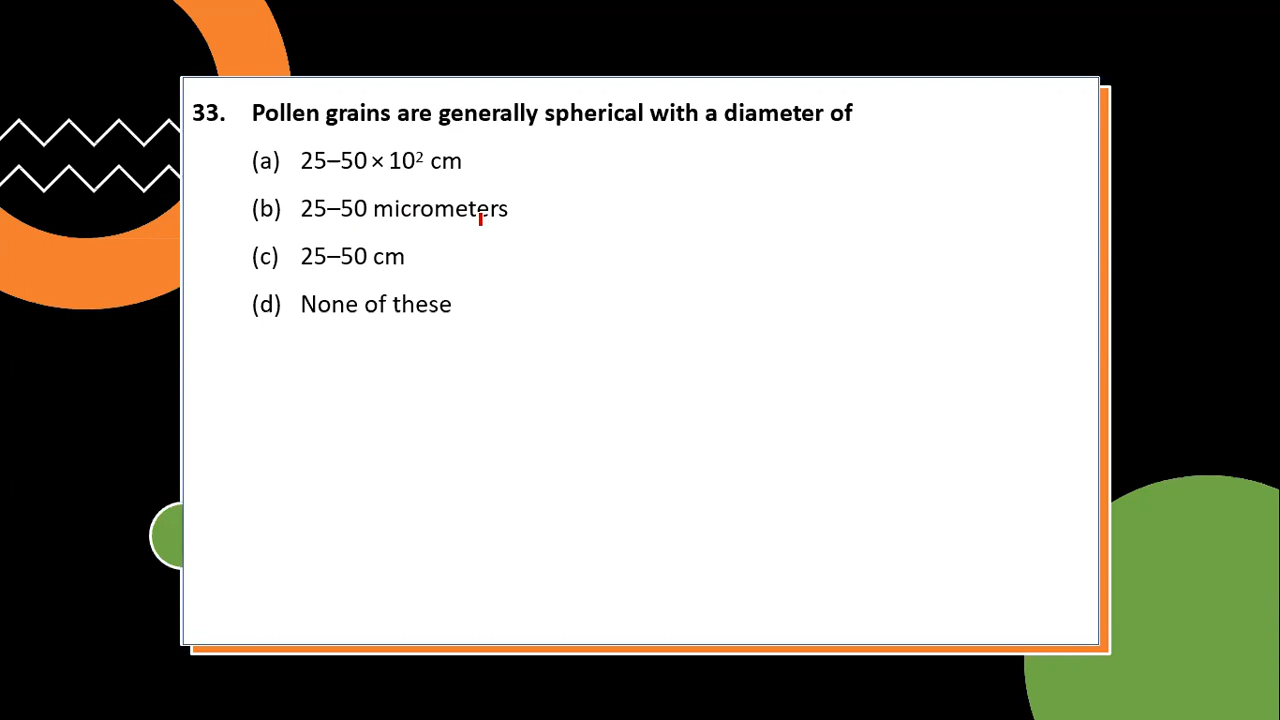 33. Pollen grains are generally spherical with a diameter of
(a) 25–50 × 10² cm
(b) 25–50 micrometers
(c) 25–50 cm
(d) None of these